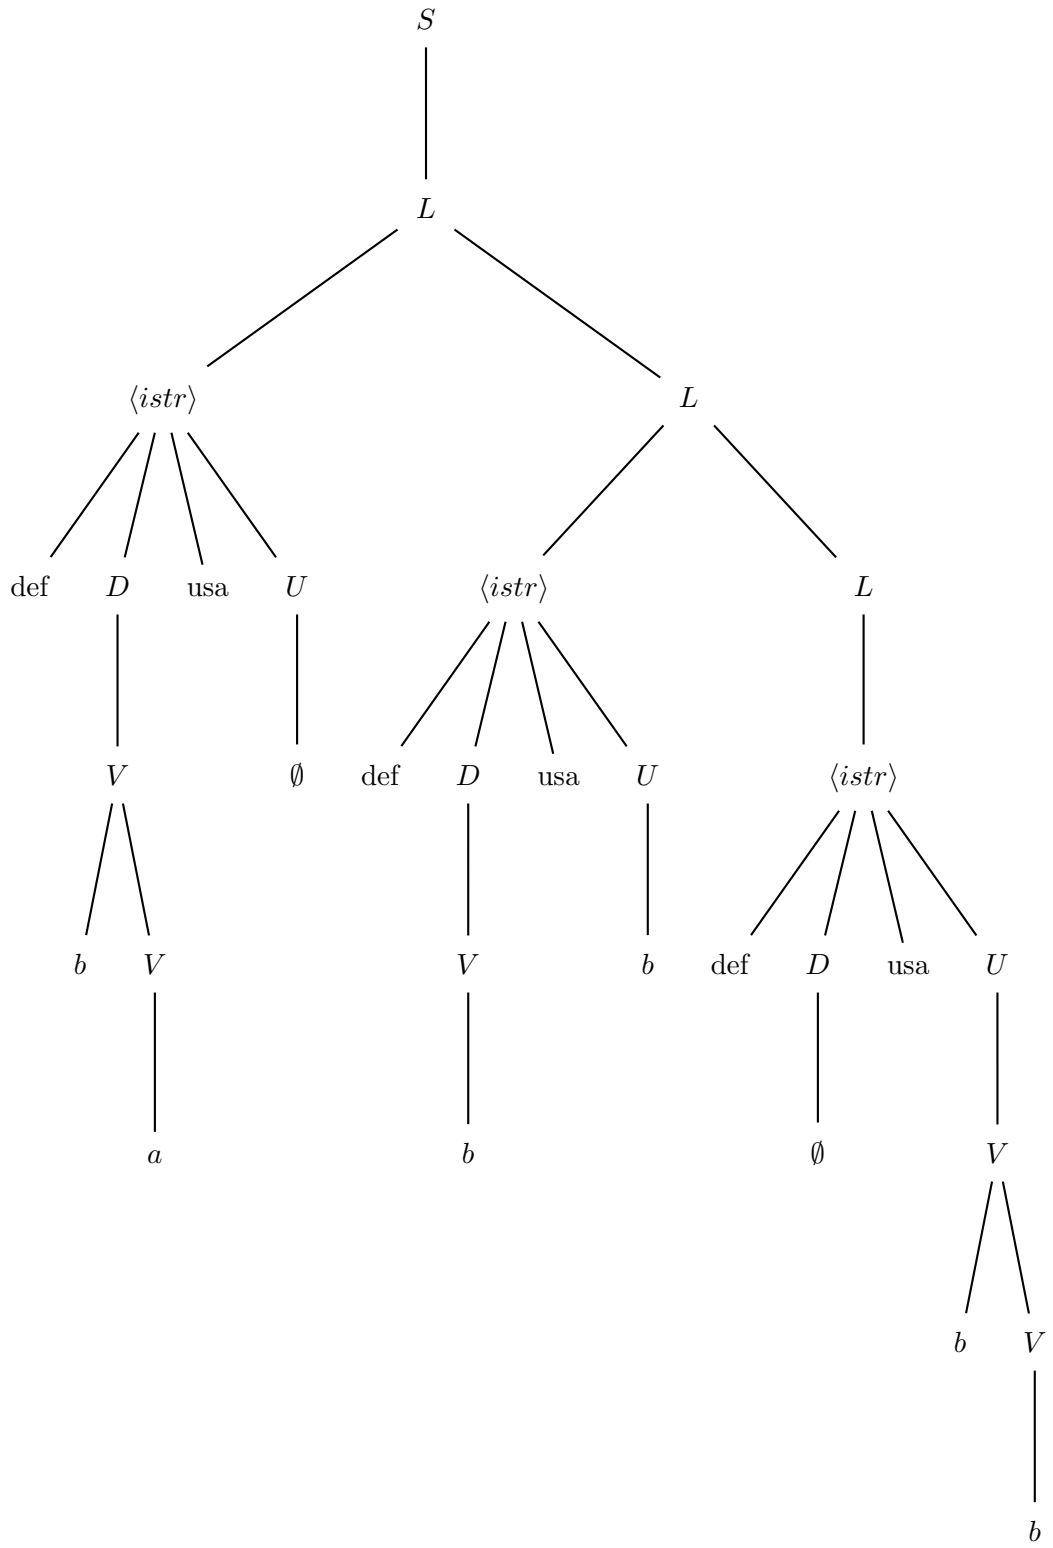 S
L
⟨istr⟩ L
def D usa U ⟨istr⟩ L
V ∅ def D usa U ⟨istr⟩
b V V b def D usa U
a b ∅ V
b V
b